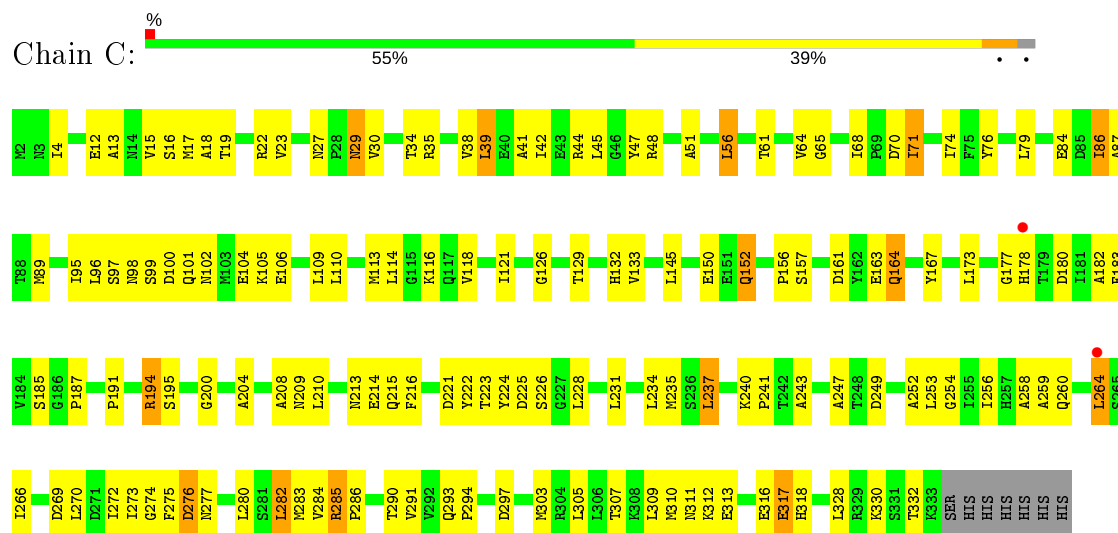 %
Chain C:
55% 39% • •
M2 N3 I4 E12 A13 N14 V15 S16 M17 A18 T19 R22 V23 N27 P28 N29 V30 T34 R35 V38 L39 E40 A41 I42 E43 R44 L45 G46 Y47 R48 A51 L56 T61 V64 G65 I68 P69 D70 I71 I74 F75 Y76 L79 E84 D85 I86 A87
T88 M89 I95 L96 S97 N98 S99 D100 Q101 N102 M103 E104 K105 E106 L109 L110 M113 L114 G115 K116 Q117 V118 I121 G126 T129 H132 V133 L145 E150 E151 Q152 P156 S157 D161 Y162 E163 Q164 Y167 L173 G177 H178 T179 D180 I181 A182
V184 S185 G186 P187 P191 R194 S195 G200 A204 A208 N209 L210 N213 E214 Q215 F216 D221 Y222 T223 Y224 D225 S226 G227 L228 L231 L234 M235 S236 L237 K240 P241 T242 A243 A247 T248 D249 A252 L253 G254 I255 I256 H257 A258 A259 Q260 L264 S265
I266 D269 L270 D271 I272 I273 G274 F275 D276 N277 L280 S281 L282 M283 V284 R285 P286 T290 V291 V292 Q293 P294 D297 M303 R304 L305 L306 T307 K308 L309 M310 N311 K312 E313 E316 E317 H318 L328 R329 K330 S331 T332 K333 SER HIS HIS HIS HIS HIS HIS